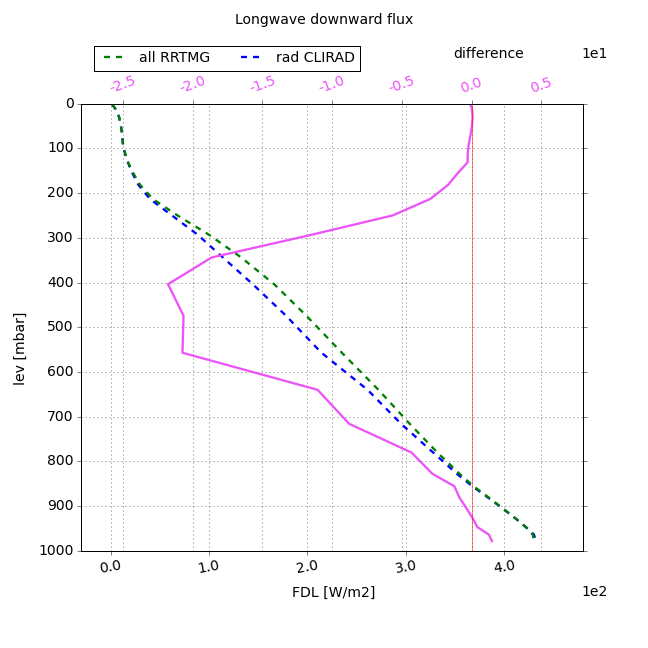 Longwave downward flux
all RRTMG rad CLIRAD
difference 1e1
-2.5 -2.0 -1.5 -1.0 -0.5 0.0 0.5
0
100
200
300
400
500
600
700
800
900
1000
lev [mbar]
0.0 1.0 2.0 3.0 4.0
FDL [W/m2] 1e2